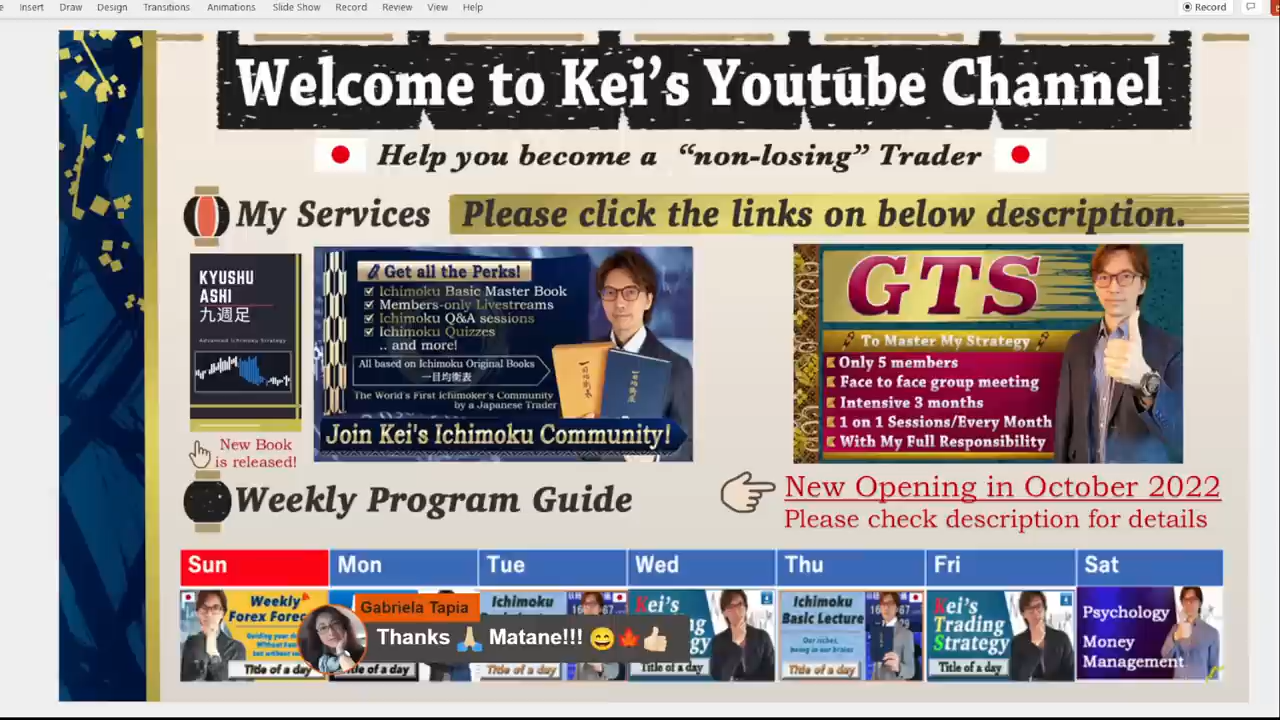 Insert Draw Design Transitions Animations Slide Show Record Review View Help
Record
Welcome to Kei's Youtube Channel
Help you become a “non-losing” Trader
My Services Please click the links on below description.
KYUSHU
ASHI
九週足
Advanced Ichimoku Strategy
New Book
is released!
Get all the Perks!
Ichimoku Basic Master Book
Members-only Livestreams
Ichimoku Q&A sessions
Ichimoku Quizzes
.. and more!
All based on Ichimoku Original Books
一目均衡表
The World's First Ichimoker's Community
by a Japanese Trader
Join Kei's Ichimoku Community!
GTS
To Master My Strategy
Only 5 members
Face to face group meeting
Intensive 3 months
1 on 1 Sessions/Every Month
With My Full Responsibility
Weekly Program Guide
New Opening in October 2022
Please check description for details
Sun Mon Tue Wed Thu Fri Sat
Weekly
Title of a day
Title of a day
Ichimoku
Title of a day
Kei's
Title of a day
Ichimoku
Basic Lecture
Title of a day
Kei's
Trading
Strategy
Title of a day
Psychology
Money
Management
Gabriela Tapia
Thanks 🙏 Matane!!! 😄🍁👍